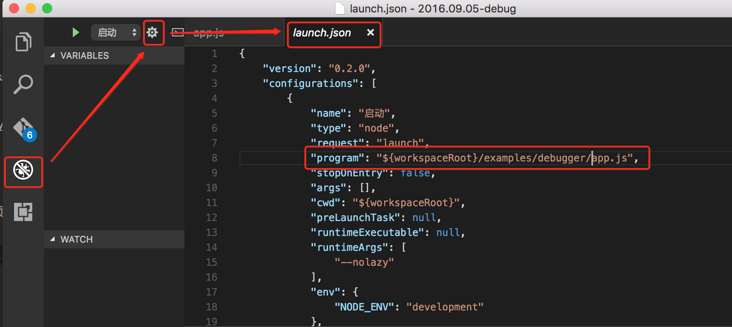 launch.json - 2016.09.05-debug
启动
app.js
launch.json
VARIABLES
WATCH
6
1 {
2 "version": "0.2.0",
3 "configurations": [
4 {
5 "name": "启动",
6 "type": "node",
7 "request": "launch",
8 "program": "${workspaceRoot}/examples/debugger/app.js",
9 "stopOnEntry": false,
10 "args": [],
11 "cwd": "${workspaceRoot}",
12 "preLaunchTask": null,
13 "runtimeExecutable": null,
14 "runtimeArgs": [
15 "--nolazy"
16 ],
17 "env": {
18 "NODE_ENV": "development"
19 },